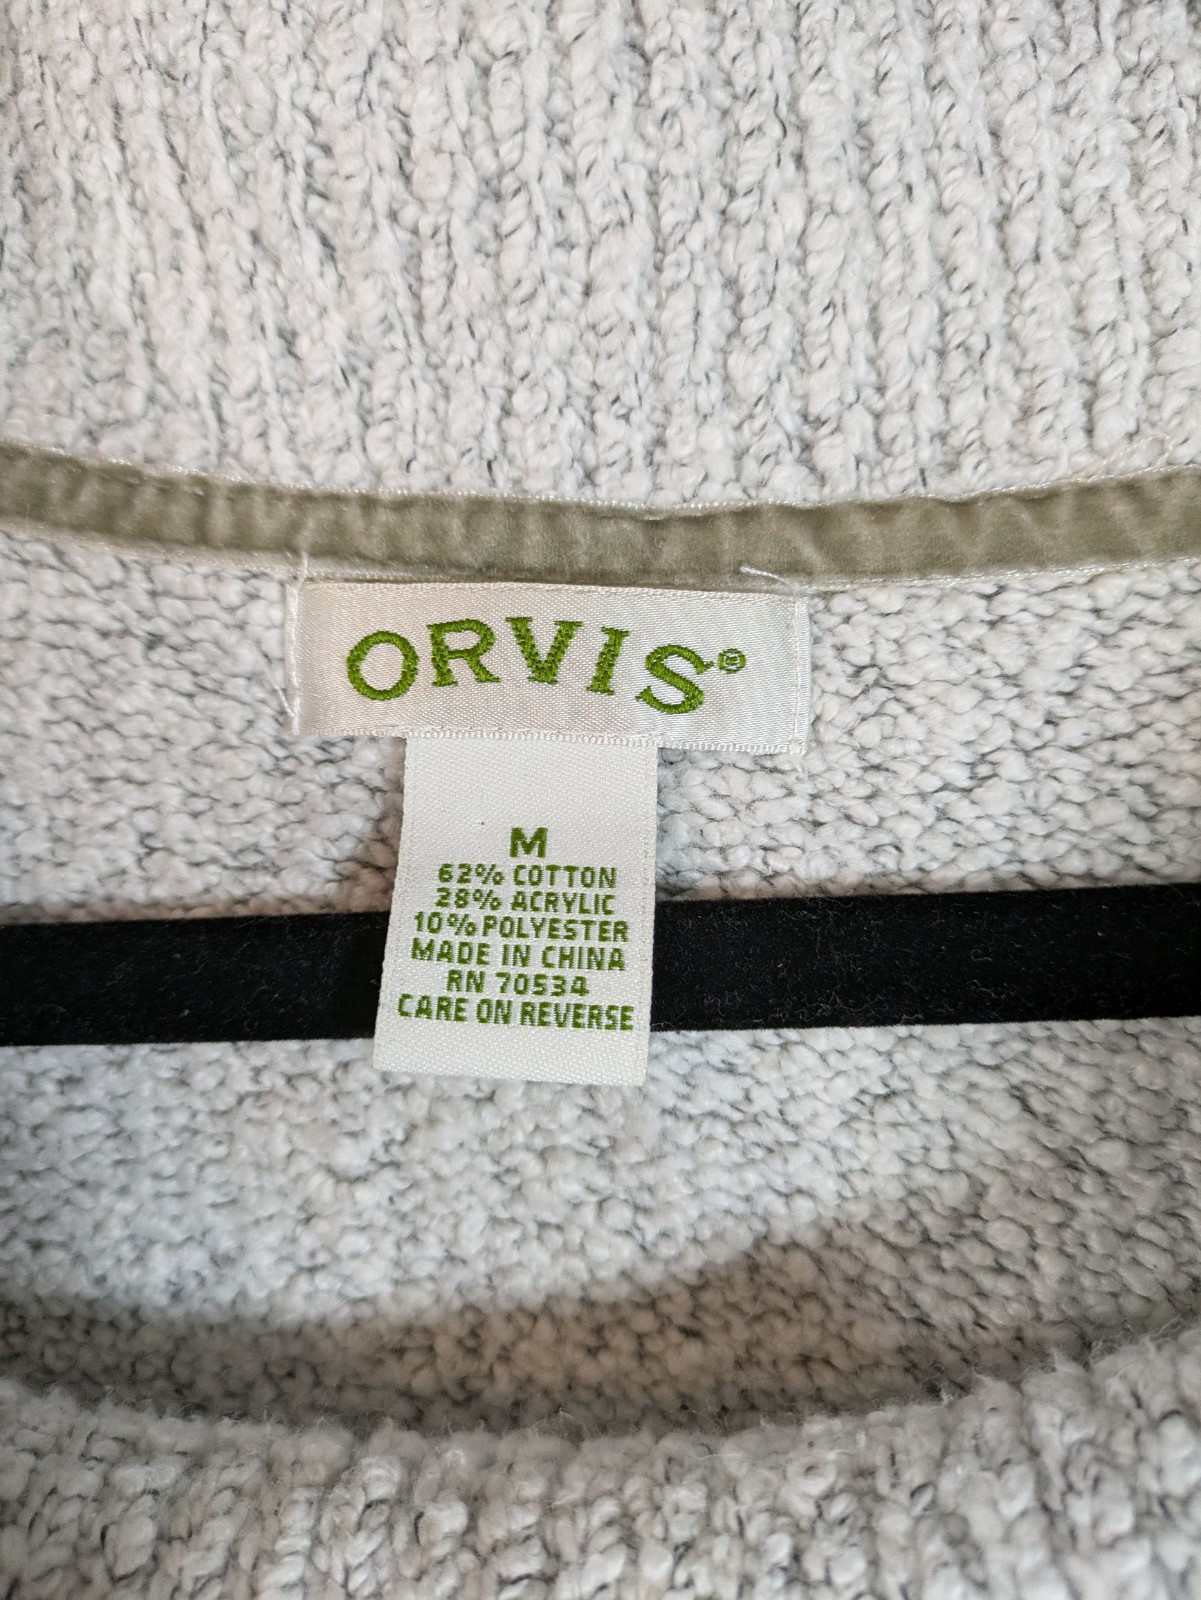 ORVIS®
M
62% COTTON
28% ACRYLIC
10% POLYESTER
MADE IN CHINA
RN 70534
CARE ON REVERSE